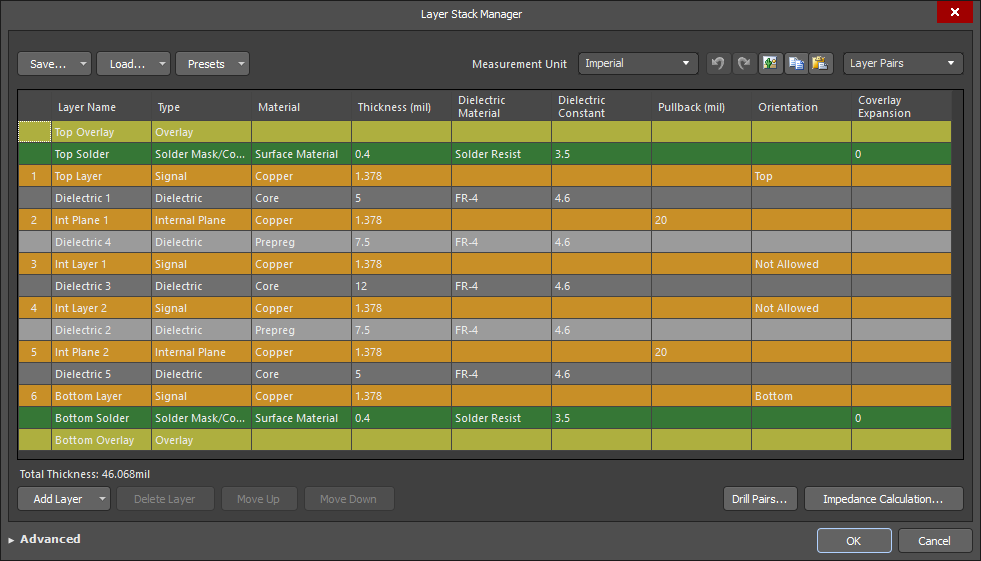 Layer Stack Manager
Save... Load... Presets Measurement Unit Imperial Layer Pairs
Layer Name Type Material Thickness (mil) Dielectric Material Dielectric Constant Pullback (mil) Orientation Coverlay Expansion
Top Overlay Overlay
Top Solder Solder Mask/Co... Surface Material 0.4 Solder Resist 3.5 0
1 Top Layer Signal Copper 1.378 Top
Dielectric 1 Dielectric Core 5 FR-4 4.6
2 Int Plane 1 Internal Plane Copper 1.378 20
Dielectric 4 Dielectric Prepreg 7.5 FR-4 4.6
3 Int Layer 1 Signal Copper 1.378 Not Allowed
Dielectric 3 Dielectric Core 12 FR-4 4.6
4 Int Layer 2 Signal Copper 1.378 Not Allowed
Dielectric 2 Dielectric Prepreg 7.5 FR-4 4.6
5 Int Plane 2 Internal Plane Copper 1.378 20
Dielectric 5 Dielectric Core 5 FR-4 4.6
6 Bottom Layer Signal Copper 1.378 Bottom
Bottom Solder Solder Mask/Co... Surface Material 0.4 Solder Resist 3.5 0
Bottom Overlay Overlay
Total Thickness: 46.068mil
Add Layer Delete Layer Move Up Move Down Drill Pairs... Impedance Calculation...
Advanced
OK Cancel